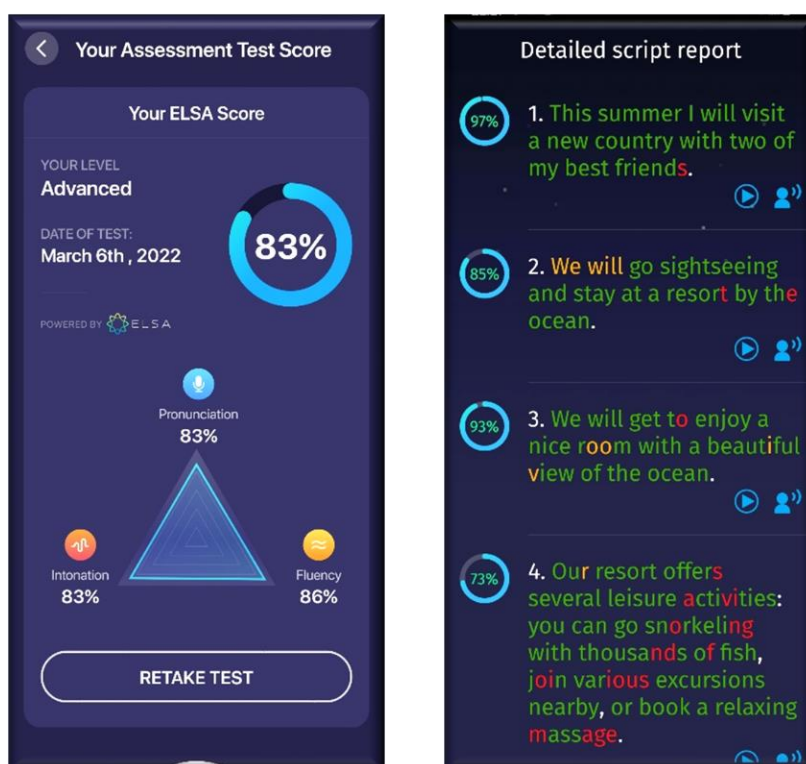 Your Assessment Test Score
Your ELSA Score
YOUR LEVEL
Advanced
DATE OF TEST:
March 6th , 2022
83%
POWERED BY ELSA
Pronunciation
83%
Intonation
83%
Fluency
86%
RETAKE TEST
Detailed script report
97%
1. This summer I will visit
a new country with two of
my best friends.
85%
2. We will go sightseeing
and stay at a resort by the
ocean.
93%
3. We will get to enjoy a
nice room with a beautiful
view of the ocean.
73%
4. Our resort offers
several leisure activities:
you can go snorkeling
with thousands of fish,
join various excursions
nearby, or book a relaxing
massage.